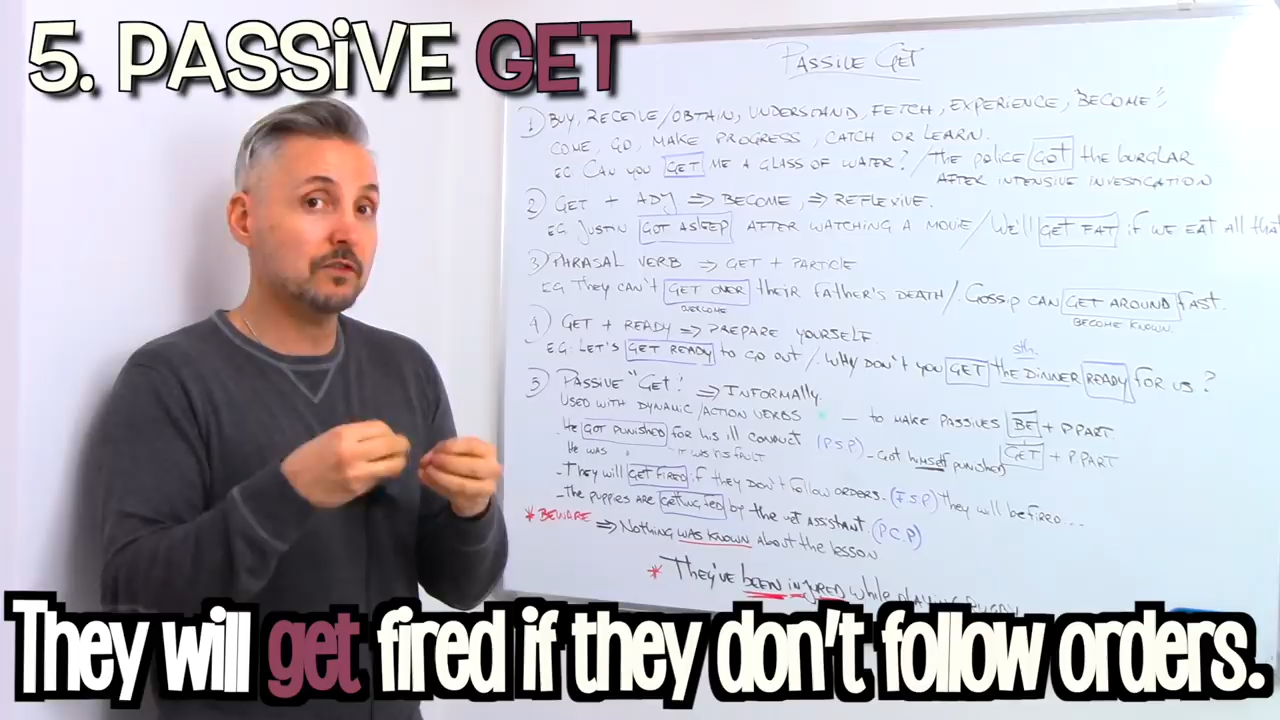 5. PASSiVE GET
PASSIVE GET
1) BUY, RECEIVE/OBTAIN, UNDERSTAND, FETCH, EXPERIENCE, "BECOME",
COME, GO, MAKE PROGRESS, CATCH OR LEARN.
EG CAN YOU GET ME A GLASS OF WATER? / THE POLICE GOT THE BURGLAR
AFTER INTENSIVE INVESTIGATION
2) GET + ADJ ⇒ BECOME, ⇒ REFLEXIVE.
EG JUSTIN GOT ASLEEP AFTER WATCHING A MOVIE / WE'LL GET FAT iF WE EAT ALL that
3) PHRASAL VERB ⇒ GET + PARTICLE
EG They CAN'T GET OVER their FATHER'S DEATH /. Gossip CAN GET AROUND fast.
OVERCOME
BECOME KNOWN.
4) GET + READY ⇒ PREPARE YOURSELF
sth.
E.G. LET'S GET READY to go out / WHY DON'T YOU GET the DINNER READY for us?
5) PASSIVE "GET" ⇒ INFORMALLY.
USED WITH DYNAMIC/ACTION VERBS — to MAKE PASSIVES BE + P.PART.
GET + P.PART
- He GOT PUNISHED for his ill CONDUCT (P.S.P) - Got himself punished
He WAS it WAS his FAULT
- They will GET FIRED if they DON'T follow ORDERS. (F.S.P) they will be fired...
- The puppies are GETTING FED by the vet assistant. (P.C.P)
* BEWARE ⇒ Nothing was known about the lesson
* They've been injured while playing rugby
They will get fired if they don't follow orders.